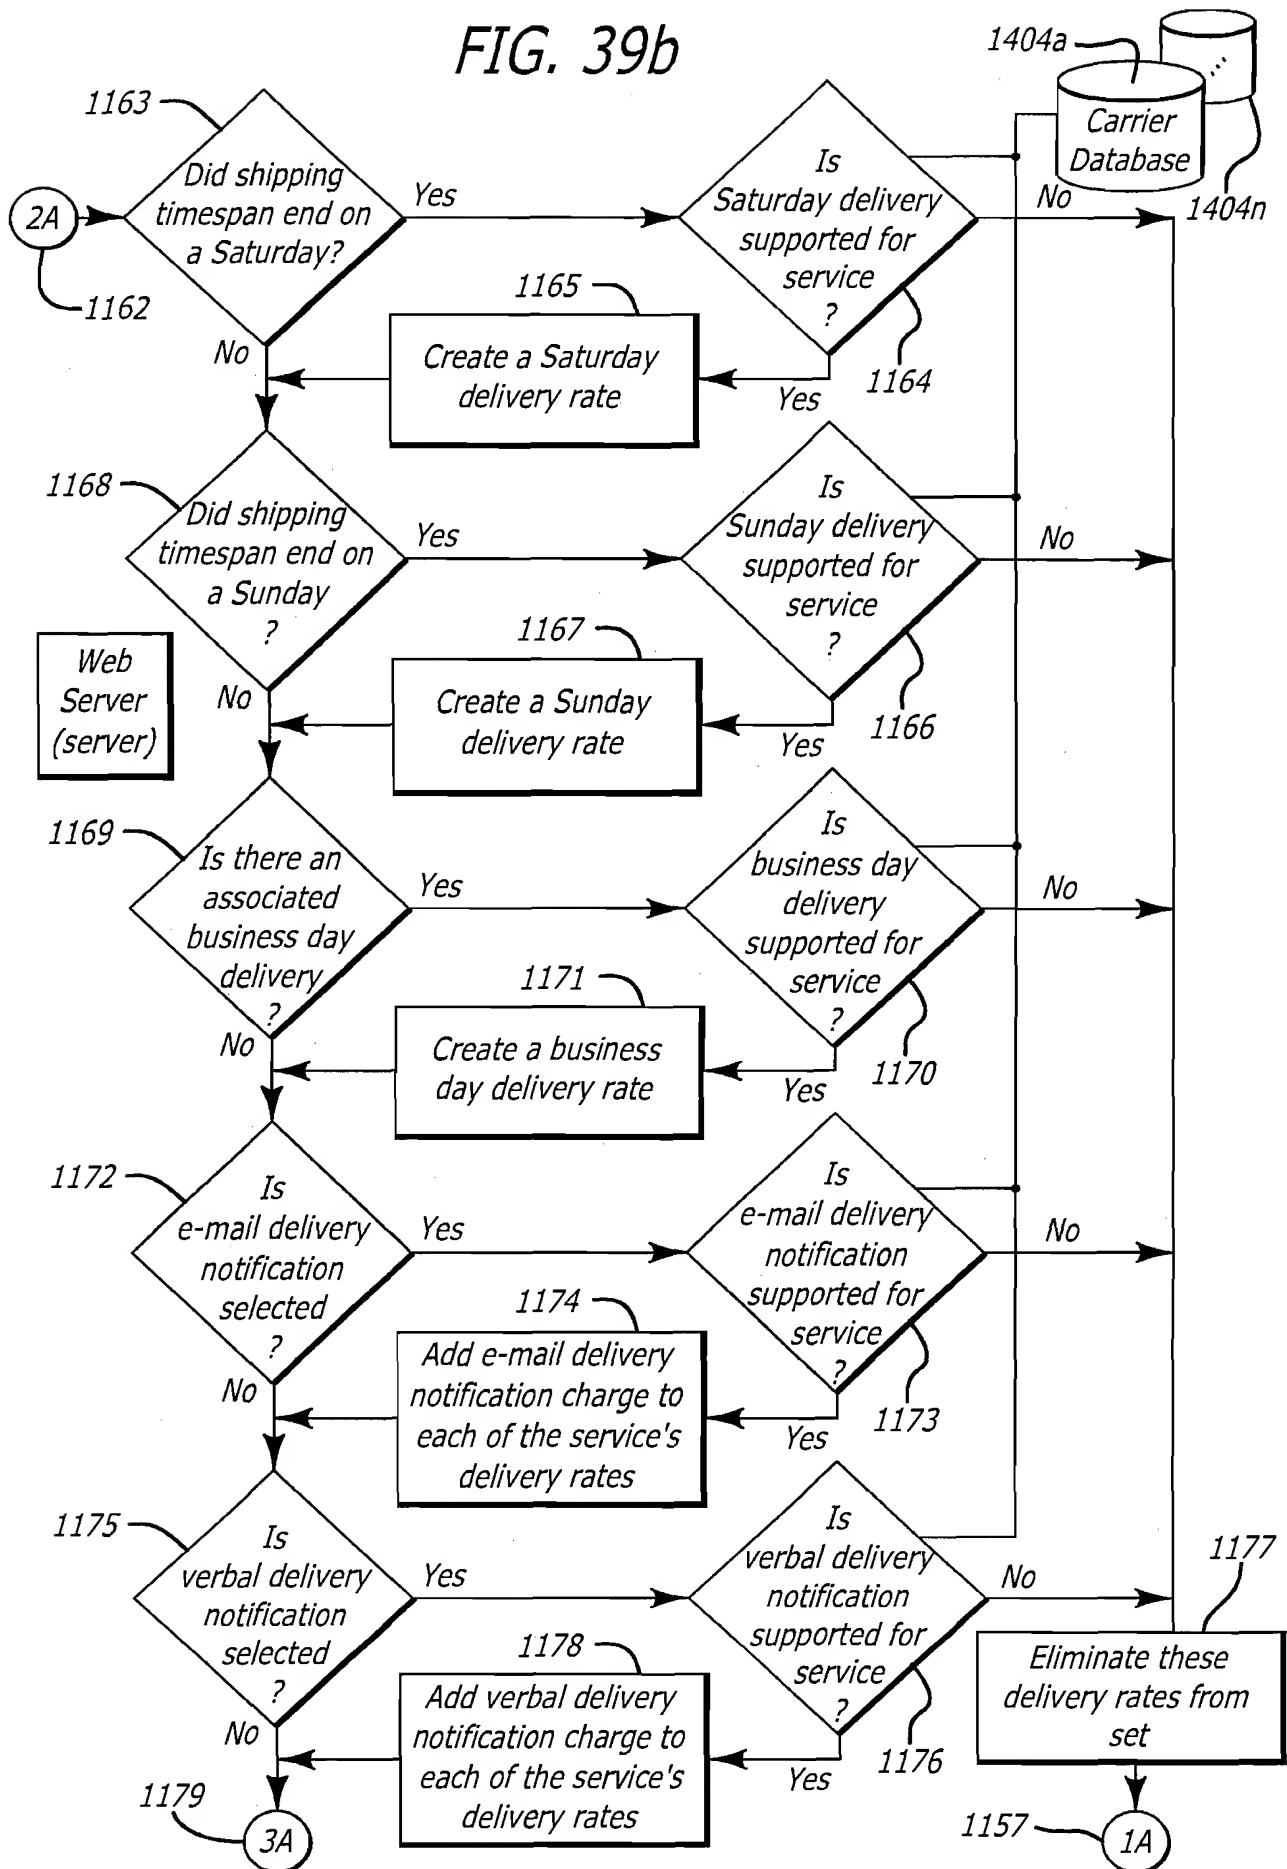 FIG. 39b
1404a
Carrier
Database
1404n
1163
Did shipping
timespan end on
a Saturday?
Yes
Is
Saturday delivery
supported for
service
?
No
2A
1162
1164
No
1165
Create a Saturday
delivery rate
Yes
1168
Did shipping
timespan end on
a Sunday
?
Yes
Is
Sunday delivery
supported for
service
?
No
1166
Web
Server
(server)
No
1167
Create a Sunday
delivery rate
Yes
1169
Is there an
associated
business day
delivery
?
Yes
Is
business day
delivery
supported for
service
?
No
1170
No
1171
Create a business
day delivery rate
Yes
1172
Is
e-mail delivery
notification
selected
?
Yes
Is
e-mail delivery
notification
supported for
service
?
No
1173
No
1174
Add e-mail delivery
notification charge to
each of the service's
delivery rates
Yes
1175
Is
verbal delivery
notification
selected
?
Yes
Is
verbal delivery
notification
supported for
service
?
No
1176
1177
Eliminate these
delivery rates from
set
No
1178
Add verbal delivery
notification charge to
each of the service's
delivery rates
Yes
1179
3A
1157
1A